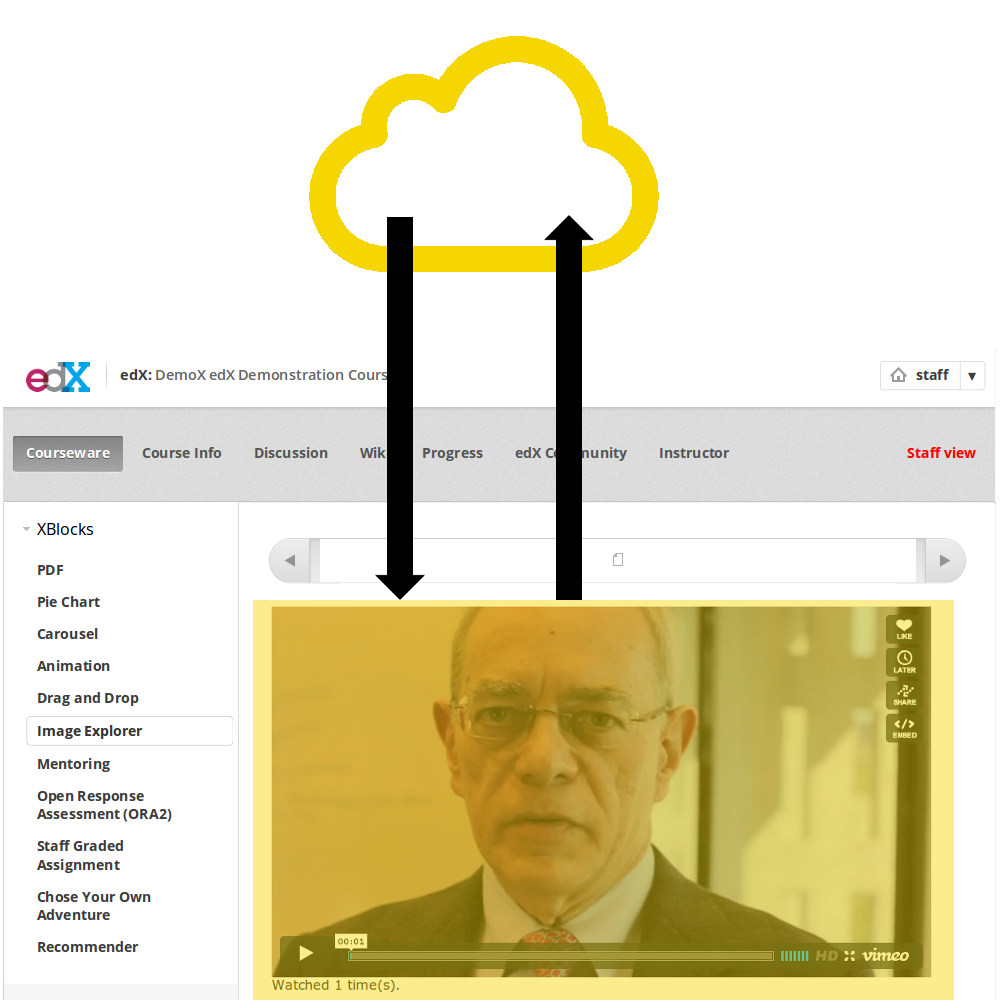 edX
edX: DemoX edX Demonstration Cours
staff
Courseware
Course Info
Discussion
Wik
Progress
edX C munity
Instructor
Staff view
XBlocks
PDF
Pie Chart
Carousel
Animation
Drag and Drop
Image Explorer
Mentoring
Open Response
Assessment (ORA2)
Staff Graded
Assignment
Chose Your Own
Adventure
Recommender
LIKE
LATER
SHARE
EMBED
00:01
HD
vimeo
Watched 1 time(s).